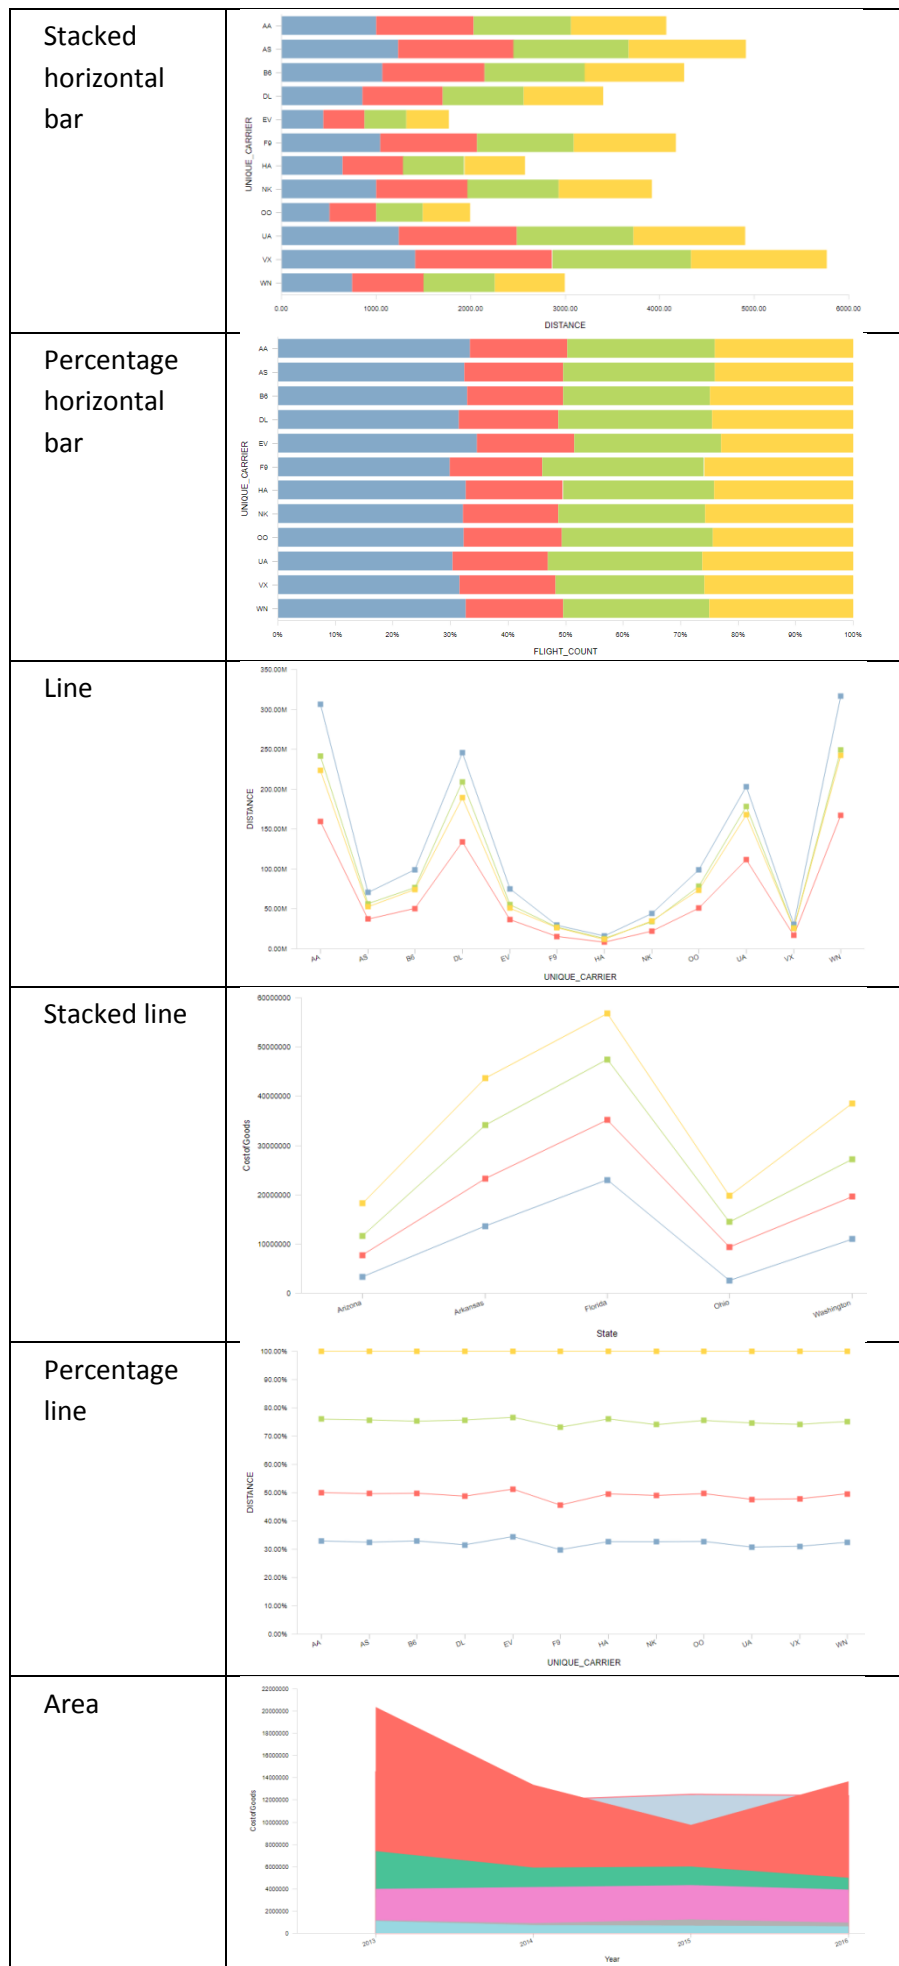 Stacked
horizontal
bar
UNIQUE_CARRIER
AA
AS
B6
DL
EV
F9
HA
NK
OO
UA
VX
WN
0.00 1000.00 2000.00 3000.00 4000.00 5000.00 6000.00
DISTANCE
Percentage
horizontal
bar
UNIQUE_CARRIER
AA
AS
B6
DL
EV
F9
HA
NK
OO
UA
VX
WN
0% 10% 20% 30% 40% 50% 60% 70% 80% 90% 100%
FLIGHT_COUNT
Line
DISTANCE
350.00M
300.00M
250.00M
200.00M
150.00M
100.00M
50.00M
0.00M
AA AS B6 DL EV F9 HA NK OO UA VX WN
UNIQUE_CARRIER
Stacked line
CostofGoods
60000000
50000000
40000000
30000000
20000000
10000000
0
Arizona Arkansas Florida Ohio Washington
State
Percentage
line
DISTANCE
100.00%
90.00%
80.00%
70.00%
60.00%
50.00%
40.00%
30.00%
20.00%
10.00%
0.00%
AA AS B6 DL EV F9 HA NK OO UA VX WN
UNIQUE_CARRIER
Area
CostofGoods
22000000
20000000
18000000
16000000
14000000
12000000
10000000
8000000
6000000
4000000
2000000
0
2013 2014 2015 2016
Year